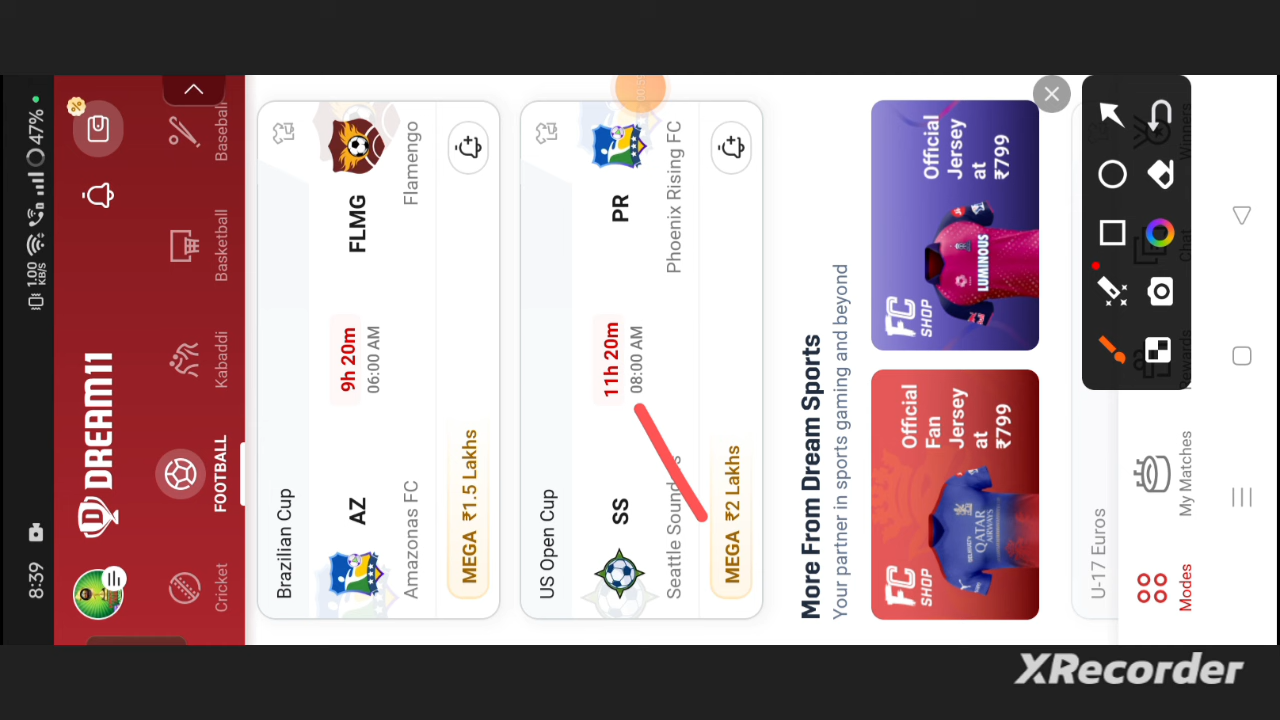 8:39
1.00 KB/S
47%
DREAM11
Cricket
FOOTBALL
Kabaddi
Basketball
Baseball
Brazilian Cup
AZ
9h 20m
FLMG
Amazonas FC
06:00 AM
Flamengo
MEGA ₹1.5 Lakhs
US Open Cup
SS
11h 20m
PR
Seattle
08:00 AM
Phoenix Rising FC
MEGA ₹2 Lakhs
More From Dream Sports
Your partner in sports gaming and beyond
FC SHOP
Official
Fan
Jersey
at
₹799
QATAR
AIRWAYS
FC SHOP
Official
Jersey
at
₹799
LUMINOUS
U-17 Euros
Modes
My Matches
Rewards
Chat
Winners
XRecorder